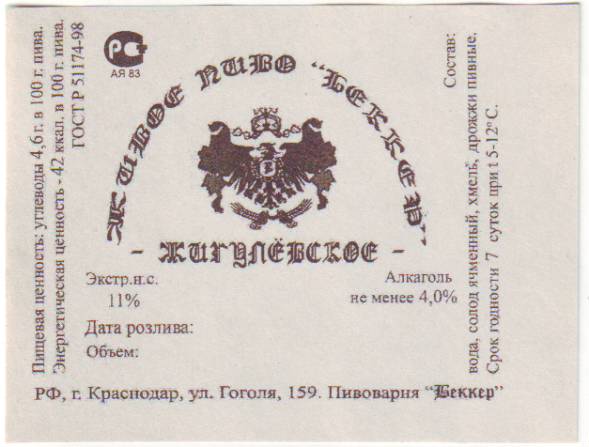 Пищевая ценность: углеводы 4,6 г. в 100 г. пива.
Энергетическая ценность - 42 ккал. в 100 г. пива.
ГОСТ Р 51174-98
РСТ
АЯ 83
ЖИВОЕ ПИВО "БЕККЕР"
- ЖИГУЛЁВСКОЕ -
Экстр.н.с.
11%
Алкаголь
не менее 4,0%
Дата розлива:
Объем:
Состав:
вода, солод ячменный, хмель, дрожжи пивные,
Срок годности 7 суток при t 5-12° С.
РФ, г. Краснодар, ул. Гоголя, 159. Пивоварня "Беккер"